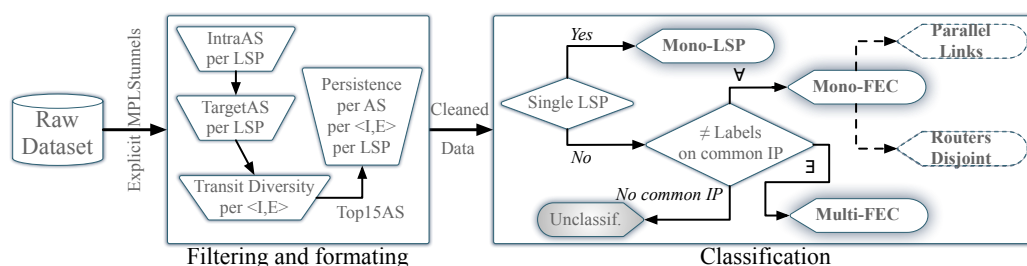 Raw
Dataset
Explicit MPLStunnels
IntraAS
per LSP
TargetAS
per LSP
Transit Diversity
per <I,E>
Top15AS
Persistence
per AS
per <I,E>
per LSP
Filtering and formating
Cleaned
Data
Single LSP
Yes
Mono-LSP
No
≠ Labels
on common IP
∀
Mono-FEC
Parallel
Links
Routers
Disjoint
∃
Multi-FEC
No common IP
Unclassif.
Classification